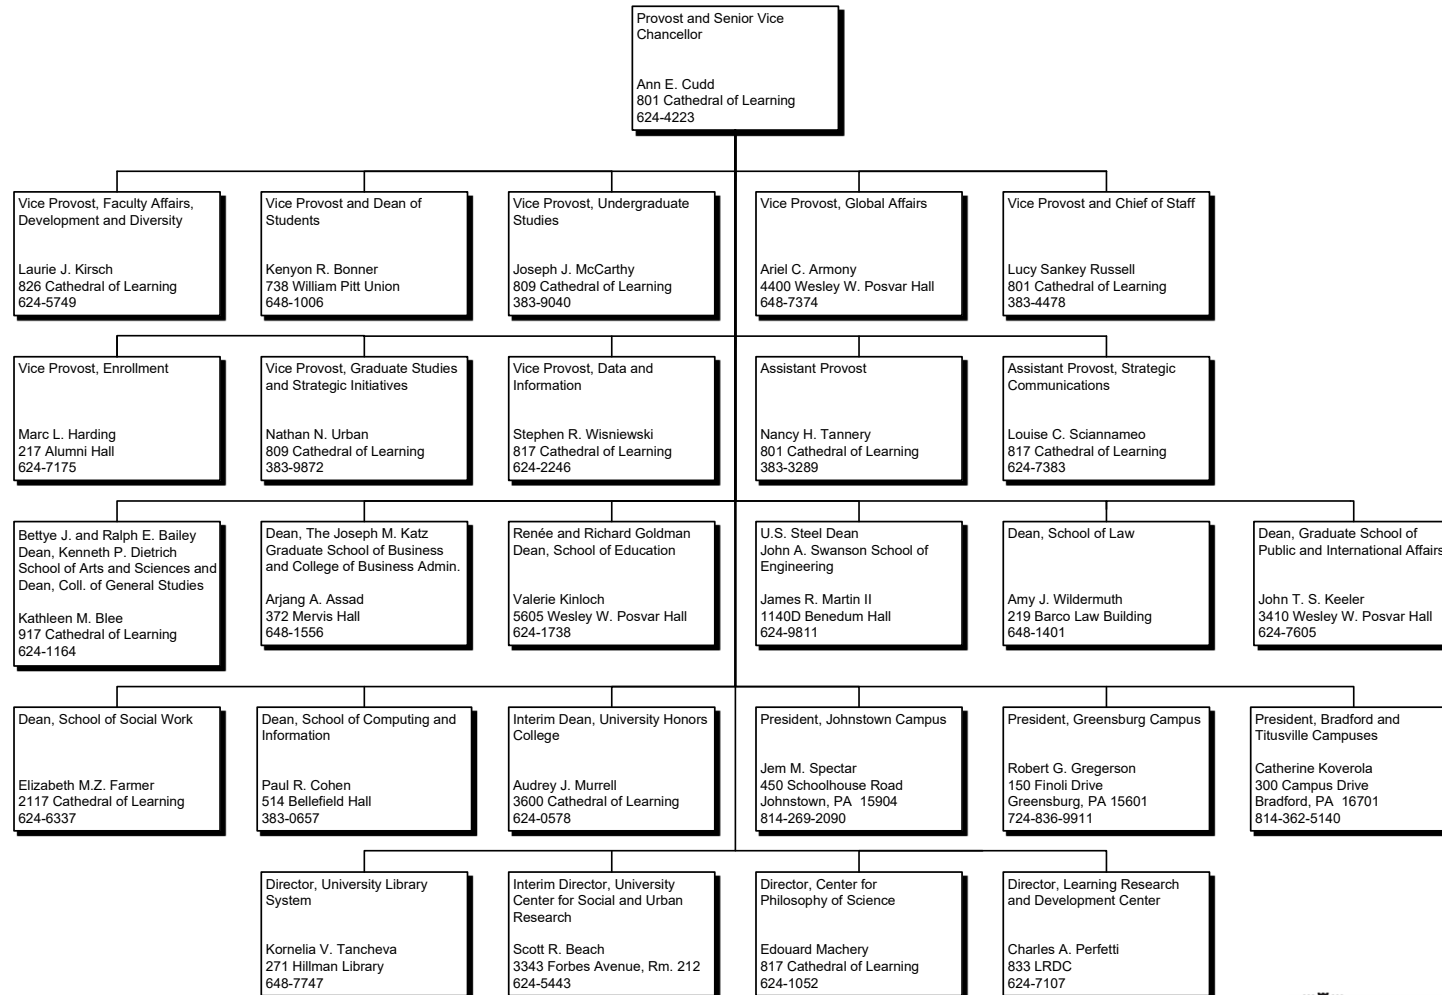 Provost and Senior Vice
Chancellor
Ann E. Cudd
801 Cathedral of Learning
624-4223
Vice Provost, Faculty Affairs,
Development and Diversity
Laurie J. Kirsch
826 Cathedral of Learning
624-5749
Vice Provost and Dean of
Students
Kenyon R. Bonner
738 William Pitt Union
648-1006
Vice Provost, Undergraduate
Studies
Joseph J. McCarthy
809 Cathedral of Learning
383-9040
Vice Provost, Global Affairs
Ariel C. Armony
4400 Wesley W. Posvar Hall
648-7374
Vice Provost and Chief of Staff
Lucy Sankey Russell
801 Cathedral of Learning
383-4478
Vice Provost, Enrollment
Marc L. Harding
217 Alumni Hall
624-7175
Vice Provost, Graduate Studies
and Strategic Initiatives
Nathan N. Urban
809 Cathedral of Learning
383-9872
Vice Provost, Data and
Information
Stephen R. Wisniewski
817 Cathedral of Learning
624-2246
Assistant Provost
Nancy H. Tannery
801 Cathedral of Learning
383-3289
Assistant Provost, Strategic
Communications
Louise C. Sciannameo
817 Cathedral of Learning
624-7383
Bettye J. and Ralph E. Bailey
Dean, Kenneth P. Dietrich
School of Arts and Sciences and
Dean, Coll. of General Studies
Kathleen M. Blee
917 Cathedral of Learning
624-1164
Dean, The Joseph M. Katz
Graduate School of Business
and College of Business Admin.
Arjang A. Assad
372 Mervis Hall
648-1556
Renée and Richard Goldman
Dean, School of Education
Valerie Kinloch
5605 Wesley W. Posvar Hall
624-1738
U.S. Steel Dean
John A. Swanson School of
Engineering
James R. Martin II
1140D Benedum Hall
624-9811
Dean, School of Law
Amy J. Wildermuth
219 Barco Law Building
648-1401
Dean, Graduate School of
Public and International Affairs
John T. S. Keeler
3410 Wesley W. Posvar Hall
624-7605
Dean, School of Social Work
Elizabeth M.Z. Farmer
2117 Cathedral of Learning
624-6337
Dean, School of Computing and
Information
Paul R. Cohen
514 Bellefield Hall
383-0657
Interim Dean, University Honors
College
Audrey J. Murrell
3600 Cathedral of Learning
624-0578
President, Johnstown Campus
Jem M. Spectar
450 Schoolhouse Road
Johnstown, PA  15904
814-269-2090
President, Greensburg Campus
Robert G. Gregerson
150 Finoli Drive
Greensburg, PA 15601
724-836-9911
President, Bradford and
Titusville Campuses
Catherine Koverola
300 Campus Drive
Bradford, PA  16701
814-362-5140
Director, University Library
System
Kornelia V. Tancheva
271 Hillman Library
648-7747
Interim Director, University
Center for Social and Urban
Research
Scott R. Beach
3343 Forbes Avenue, Rm. 212
624-5443
Director, Center for
Philosophy of Science
Edouard Machery
817 Cathedral of Learning
624-1052
Director, Learning Research
and Development Center
Charles A. Perfetti
833 LRDC
624-7107